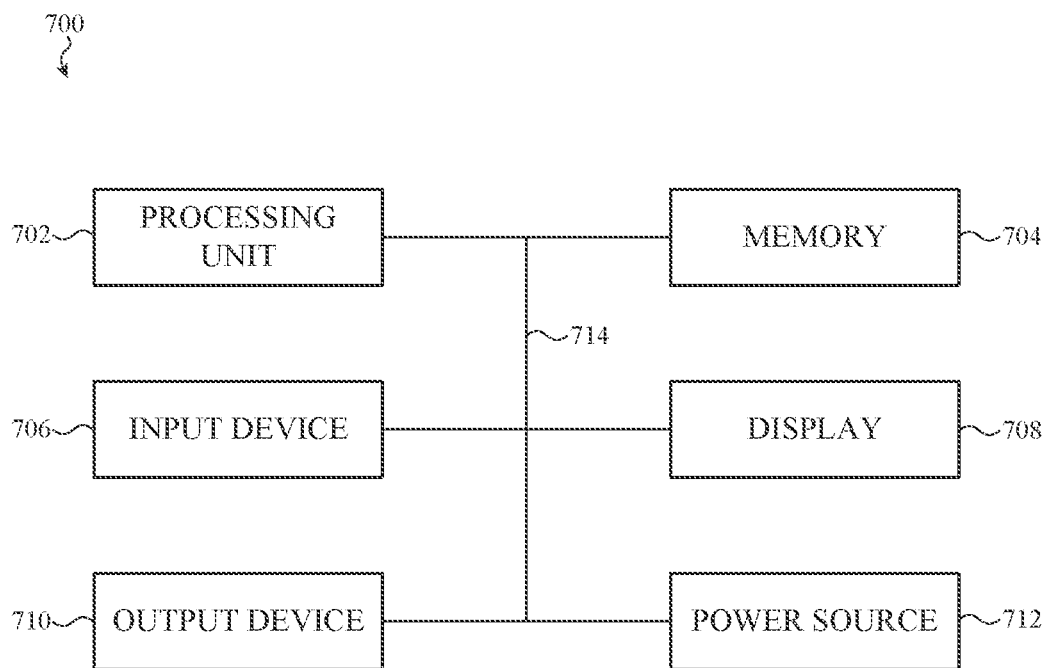 700
702 PROCESSING UNIT
MEMORY 704
714
706 INPUT DEVICE
DISPLAY 708
710 OUTPUT DEVICE
POWER SOURCE 712